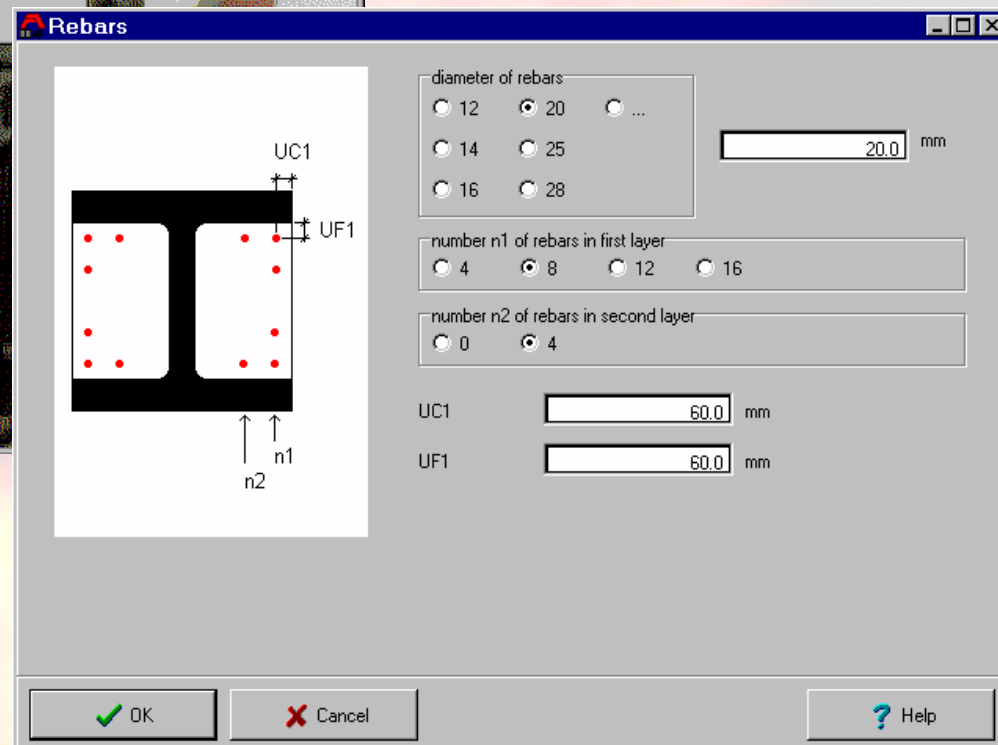 Rebars
UC1
UF1
n1
n2
diameter of rebars
12 20 ...
14 25
16 28
20.0 mm
number n1 of rebars in first layer
4 8 12 16
number n2 of rebars in second layer
0 4
UC1 60.0 mm
UF1 60.0 mm
OK Cancel ? Help